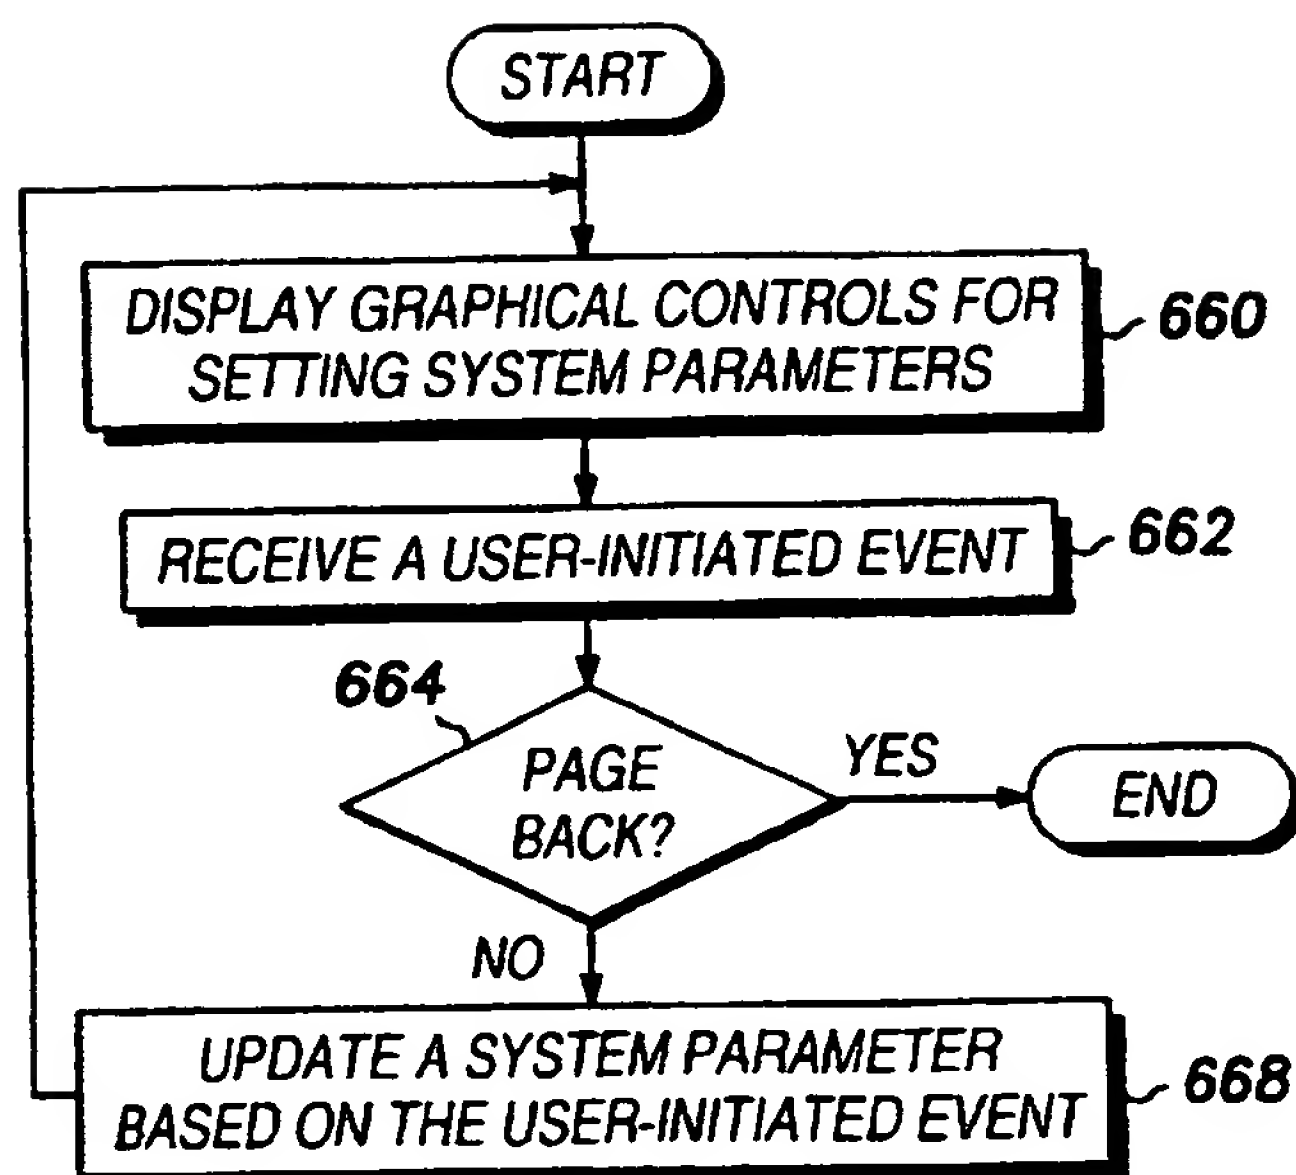 START
DISPLAY GRAPHICAL CONTROLS FOR
SETTING SYSTEM PARAMETERS
660
RECEIVE A USER-INITIATED EVENT
662
664
PAGE
BACK?
YES
END
NO
UPDATE A SYSTEM PARAMETER
BASED ON THE USER-INITIATED EVENT
668